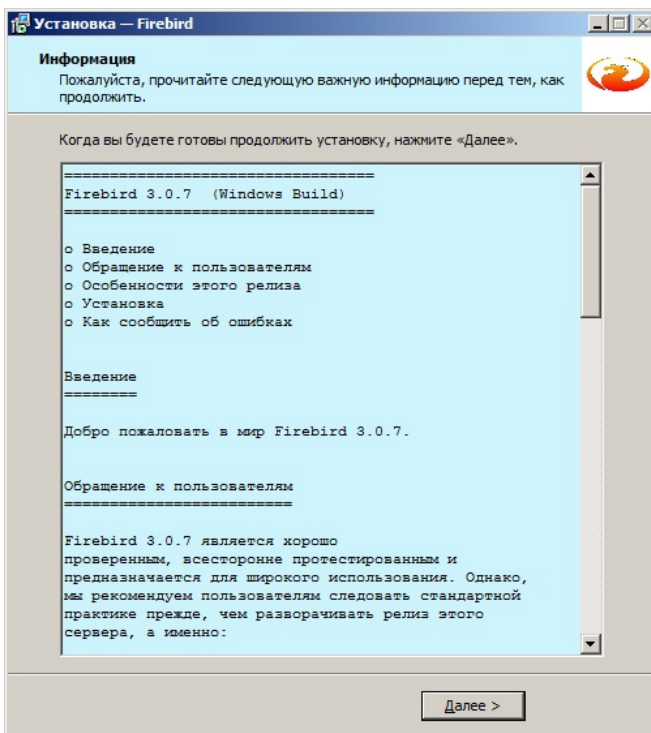 Установка — Firebird
Информация
Пожалуйста, прочитайте следующую важную информацию перед тем, как
продолжить.
Когда вы будете готовы продолжить установку, нажмите «Далее».
==================================
Firebird 3.0.7  (Windows Build)
==================================
o Введение
o Обращение к пользователям
o Особенности этого релиза
o Установка
o Как сообщить об ошибках
Введение
========
Добро пожаловать в мир Firebird 3.0.7.
Обращение к пользователям
=========================
Firebird 3.0.7 является хорошо
проверенным, всесторонне протестированным и
предназначается для широкого использования. Однако,
мы рекомендуем пользователям следовать стандартной
практике прежде, чем разворачивать релиз этого
сервера, а именно:
Далее >